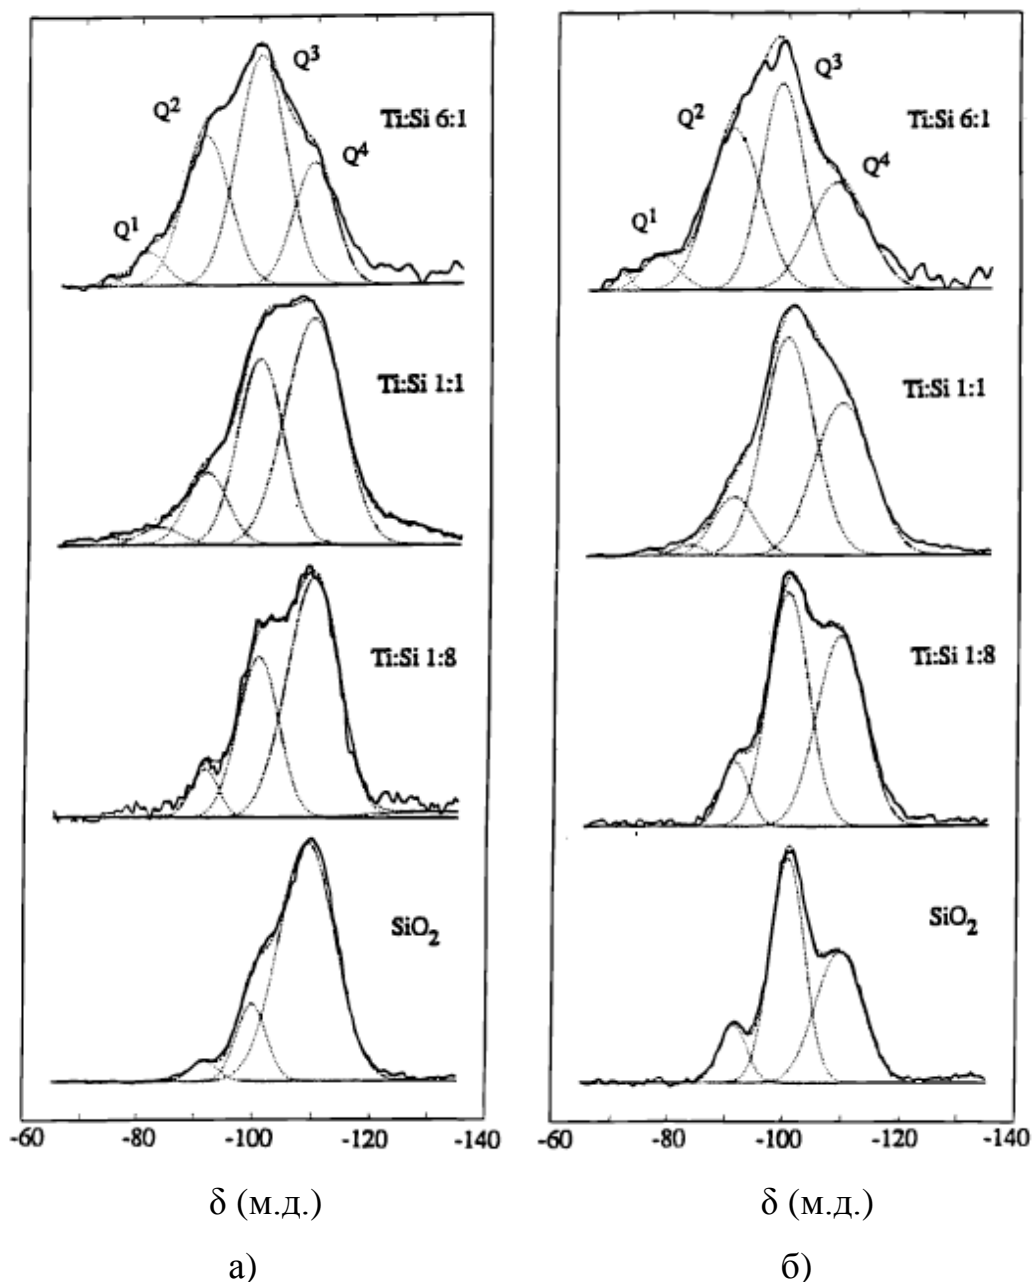 Q¹ Q² Q³ Q⁴ Ti:Si 6:1
Ti:Si 1:1
Ti:Si 1:8
SiO₂
-60 -80 -100 -120 -140
δ (м.д.)
а)
Q¹ Q² Q³ Q⁴ Ti:Si 6:1
Ti:Si 1:1
Ti:Si 1:8
SiO₂
-60 -80 -100 -120 -140
δ (м.д.)
б)